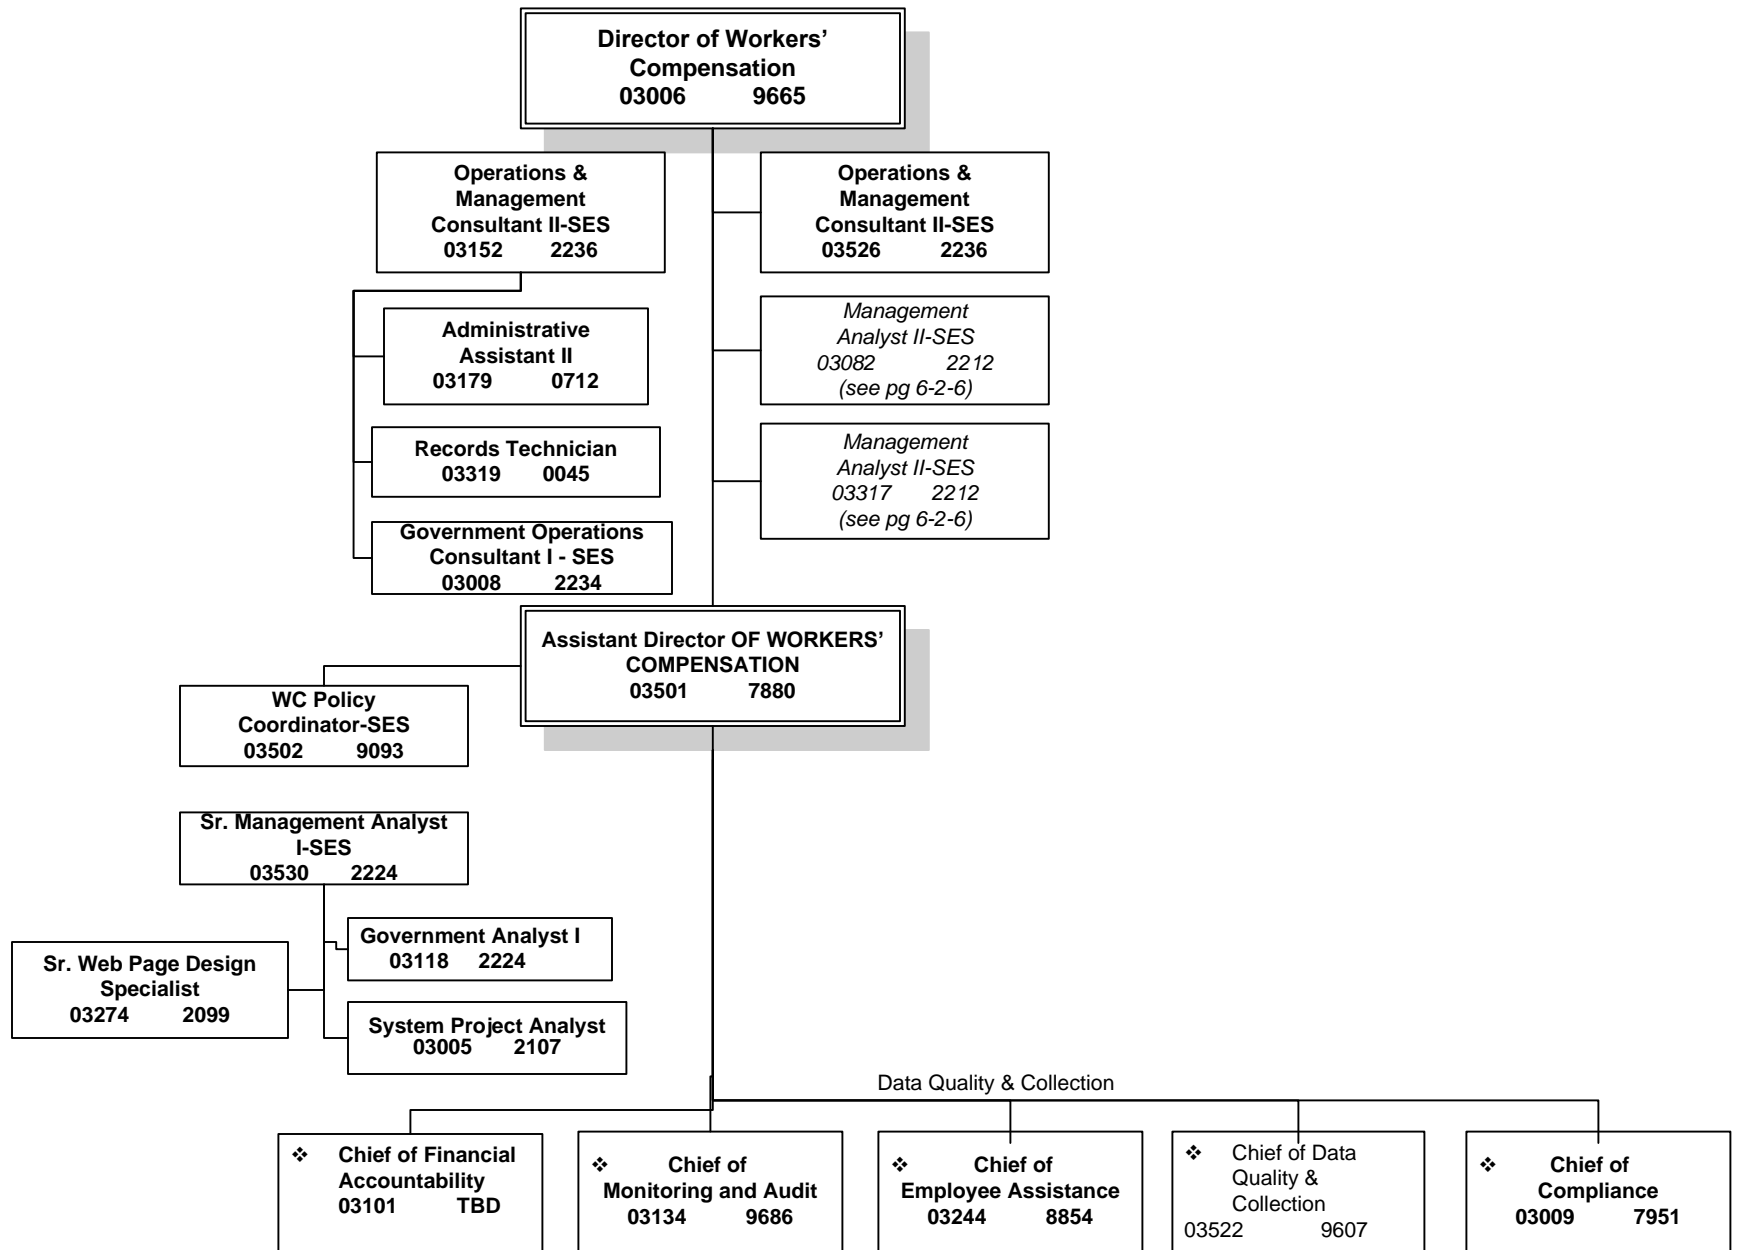 Director of Workers’
Compensation
03006 9665
Operations &
Management
Consultant II-SES
03152 2236
Operations &
Management
Consultant II-SES
03526 2236
Administrative
Assistant II
03179 0712
Management
Analyst II-SES
03082 2212
(see pg 6-2-6)
Records Technician
03319 0045
Management
Analyst II-SES
03317 2212
(see pg 6-2-6)
Government Operations
Consultant I - SES
03008 2234
Assistant Director OF WORKERS’
COMPENSATION
03501 7880
WC Policy
Coordinator-SES
03502 9093
Sr. Management Analyst
I-SES
03530 2224
Government Analyst I
03118 2224
Sr. Web Page Design
Specialist
03274 2099
System Project Analyst
03005 2107
Data Quality & Collection
❖ Chief of Financial
Accountability
03101 TBD
❖ Chief of
Monitoring and Audit
03134 9686
❖ Chief of
Employee Assistance
03244 8854
❖ Chief of Data
Quality &
Collection
03522 9607
❖ Chief of
Compliance
03009 7951